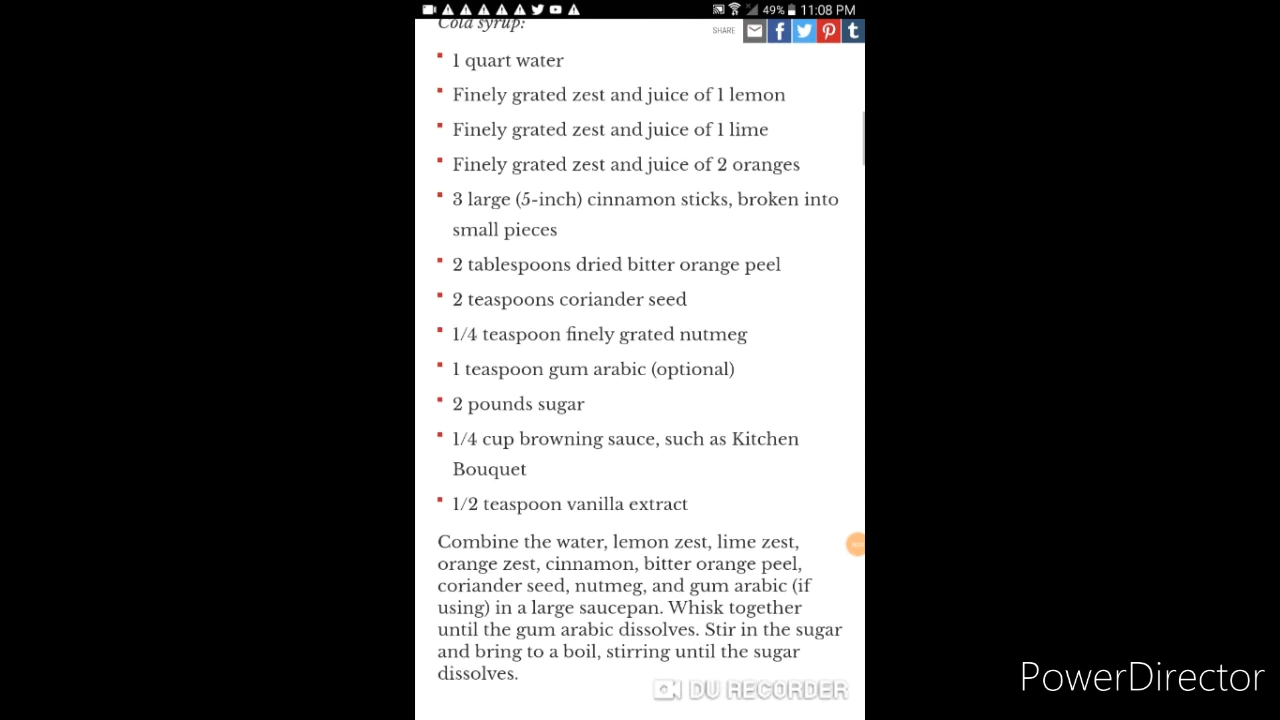 49% 11:08 PM
Cold syrup:
SHARE
1 quart water
Finely grated zest and juice of 1 lemon
Finely grated zest and juice of 1 lime
Finely grated zest and juice of 2 oranges
3 large (5-inch) cinnamon sticks, broken into
small pieces
2 tablespoons dried bitter orange peel
2 teaspoons coriander seed
1/4 teaspoon finely grated nutmeg
1 teaspoon gum arabic (optional)
2 pounds sugar
1/4 cup browning sauce, such as Kitchen
Bouquet
1/2 teaspoon vanilla extract
Combine the water, lemon zest, lime zest,
orange zest, cinnamon, bitter orange peel,
coriander seed, nutmeg, and gum arabic (if
using) in a large saucepan. Whisk together
until the gum arabic dissolves. Stir in the sugar
and bring to a boil, stirring until the sugar
dissolves.
DU RECORDER
PowerDirector